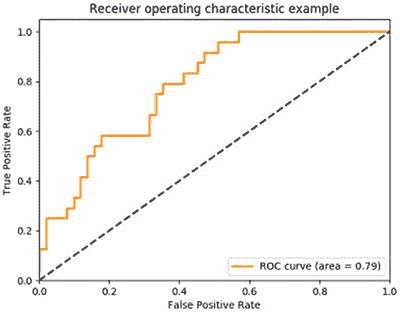 Receiver operating characteristic example
1.0
0.8
0.6
0.4
0.2
0.0
True Positive Rate
0.0 0.2 0.4 0.6 0.8 1.0
False Positive Rate
ROC curve (area = 0.79)